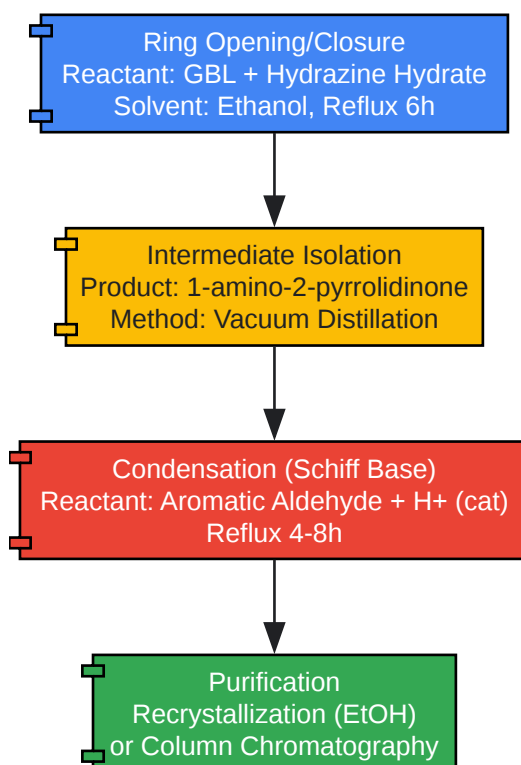 Ring Opening/Closure
Reactant: GBL + Hydrazine Hydrate
Solvent: Ethanol, Reflux 6h
Intermediate Isolation
Product: 1-amino-2-pyrrolidinone
Method: Vacuum Distillation
Condensation (Schiff Base)
Reactant: Aromatic Aldehyde + H+ (cat)
Reflux 4-8h
Purification
Recrystallization (EtOH)
or Column Chromatography